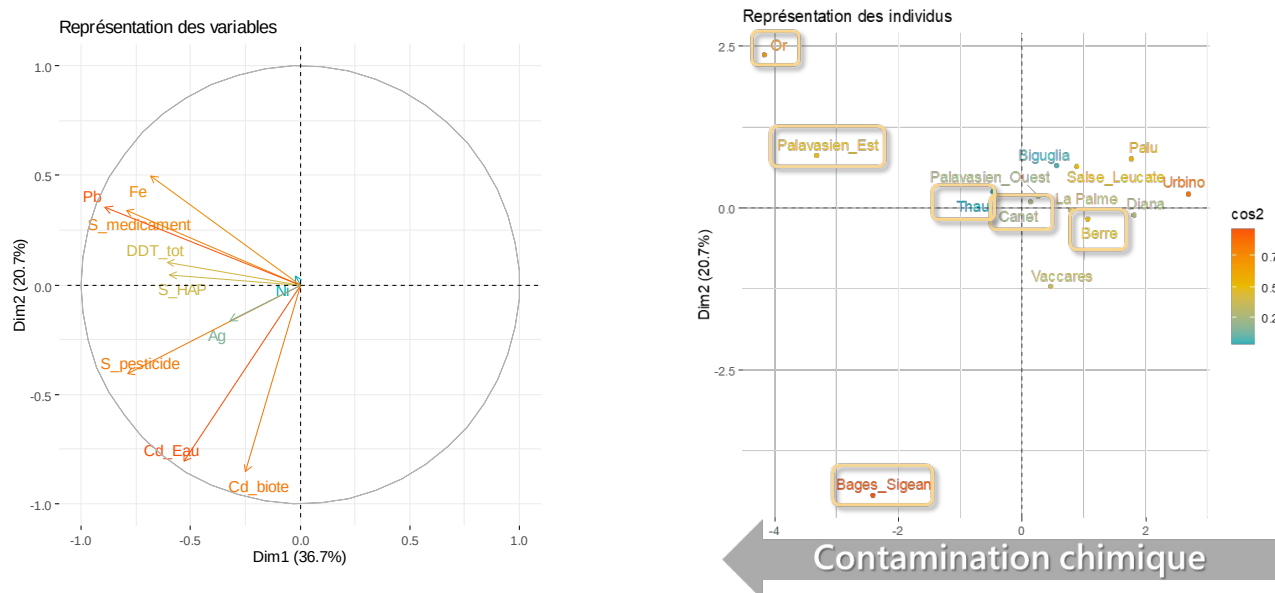 Représentation des variables
1.0
0.5
0.0
-0.5
-1.0
Dim2 (20.7%)
Pb
Fe
S_medicament
DDT_tot
S_HAP
Ni
Ag
S_pesticide
Cd_Eau
Cd_biote
-1.0
-0.5
0.0
0.5
1.0
Dim1 (36.7%)
Représentation des individus
2.5
0.0
-2.5
Dim2 (20.7%)
Or
Palavasien_Est
Biguglia
Palu
Palavasien_Ouest
Salse_Leucate
Urbino
Thau
Canet
La Palme
Diana
Berre
Vaccares
Bages_Sigean
-4
-2
0
2
cos2
0.7
0.5
0.2
Contamination chimique